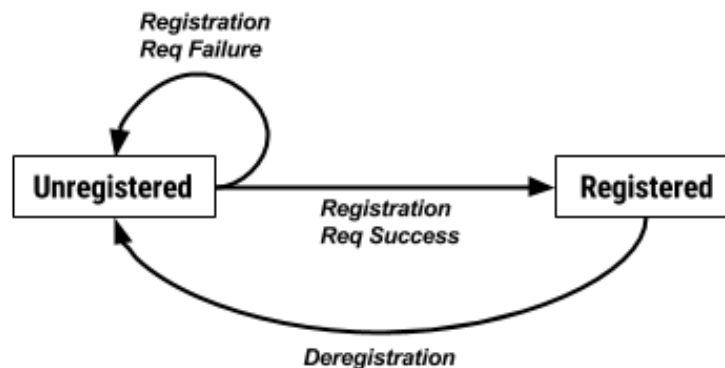 Registration
Req Failure
Unregistered
Registered
Registration
Req Success
Deregistration